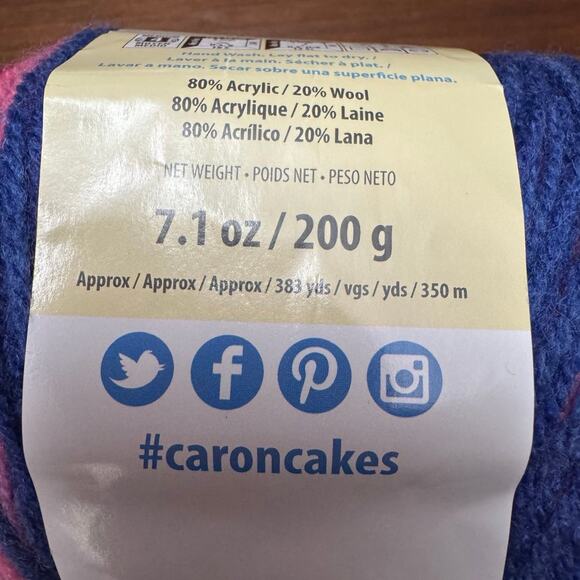 Hand Wash. Lay flat to dry. /
Laver à la main. Sécher à plat. /
Lavar a mano. Secar sobre una superficie plana.
80% Acrylic / 20% Wool
80% Acrylique / 20% Laine
80% Acrílico / 20% Lana
NET WEIGHT • POIDS NET • PESO NETO
7.1 oz / 200 g
Approx / Approx / Approx / 383 yds / vgs / yds / 350 m
#caroncakes